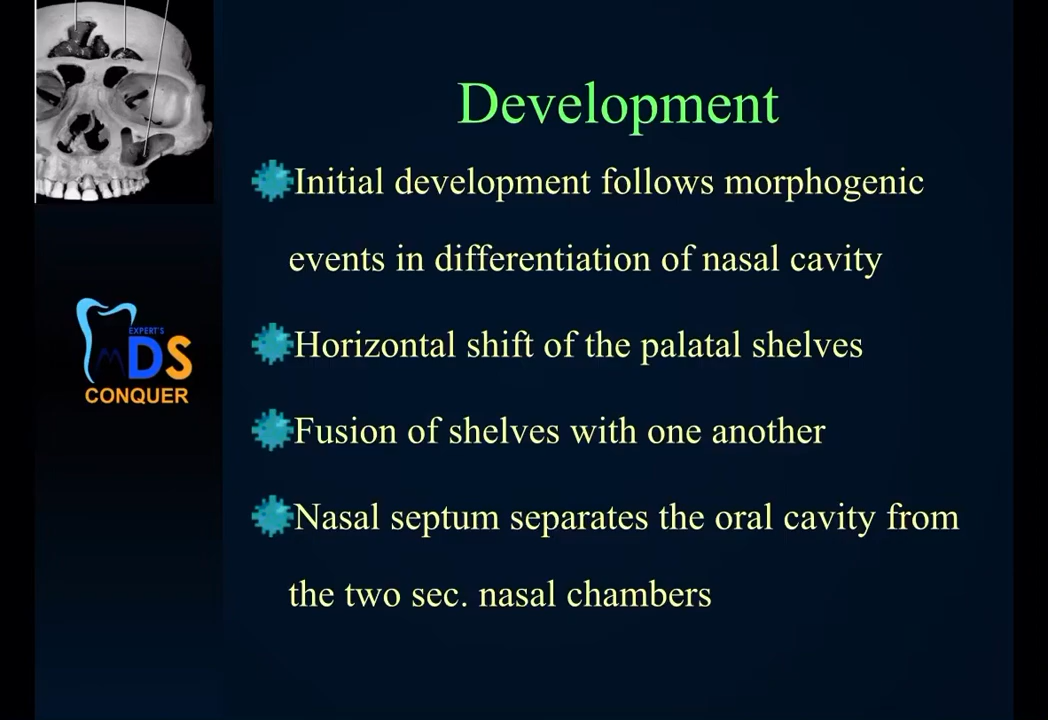 Development
Initial development follows morphogenic
events in differentiation of nasal cavity
Horizontal shift of the palatal shelves
Fusion of shelves with one another
Nasal septum separates the oral cavity from
the two sec. nasal chambers
EXPERT'S
MDS
CONQUER